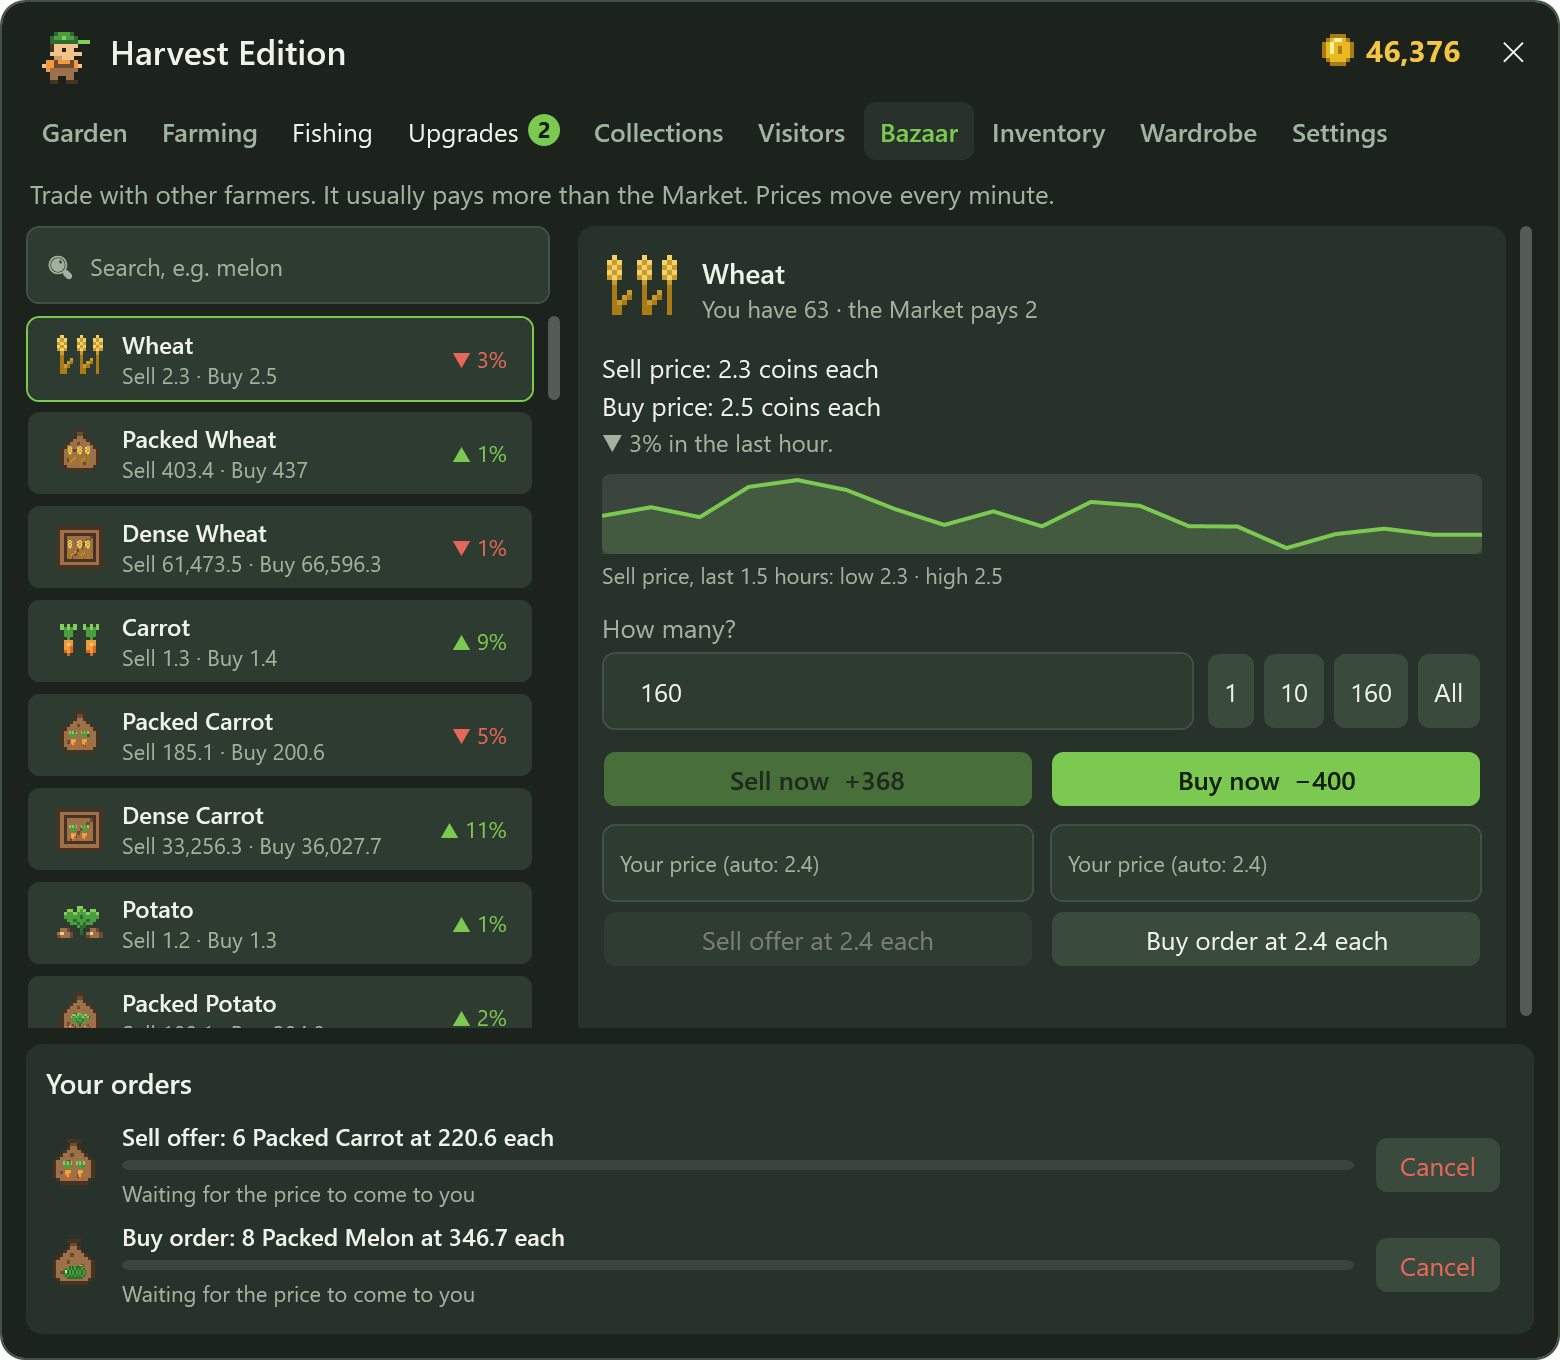 Harvest Edition
46,376
Garden Farming Fishing Upgrades 2 Collections Visitors Bazaar Inventory Wardrobe Settings
Trade with other farmers. It usually pays more than the Market. Prices move every minute.
Search, e.g. melon
Wheat
Sell 2.3 · Buy 2.5
▼ 3%
Packed Wheat
Sell 403.4 · Buy 437
▲ 1%
Dense Wheat
Sell 61,473.5 · Buy 66,596.3
▼ 1%
Carrot
Sell 1.3 · Buy 1.4
▲ 9%
Packed Carrot
Sell 185.1 · Buy 200.6
▼ 5%
Dense Carrot
Sell 33,256.3 · Buy 36,027.7
▲ 11%
Potato
Sell 1.2 · Buy 1.3
▲ 1%
Packed Potato
▲ 2%
Wheat
You have 63 · the Market pays 2
Sell price: 2.3 coins each
Buy price: 2.5 coins each
▼ 3% in the last hour.
Sell price, last 1.5 hours: low 2.3 · high 2.5
How many?
160
1 10 160 All
Sell now +368
Buy now −400
Your price (auto: 2.4)
Your price (auto: 2.4)
Sell offer at 2.4 each
Buy order at 2.4 each
Your orders
Sell offer: 6 Packed Carrot at 220.6 each
Waiting for the price to come to you
Cancel
Buy order: 8 Packed Melon at 346.7 each
Waiting for the price to come to you
Cancel